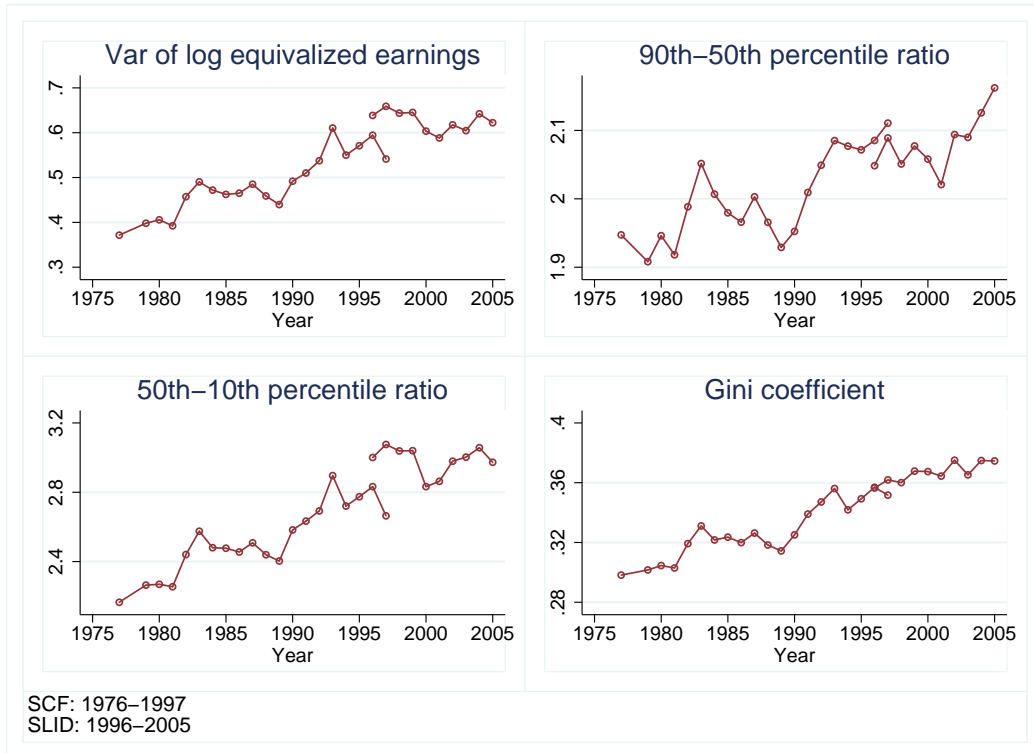 Var of log equivalized earnings
.7
.6
.5
.4
.3
1975 1980 1985 1990 1995 2000 2005
Year
90th−50th percentile ratio
2.1
2
1.9
1975 1980 1985 1990 1995 2000 2005
Year
50th−10th percentile ratio
3.2
2.8
2.4
1975 1980 1985 1990 1995 2000 2005
Year
Gini coefficient
.4
.36
.32
.28
1975 1980 1985 1990 1995 2000 2005
Year
SCF: 1976−1997
SLID: 1996−2005